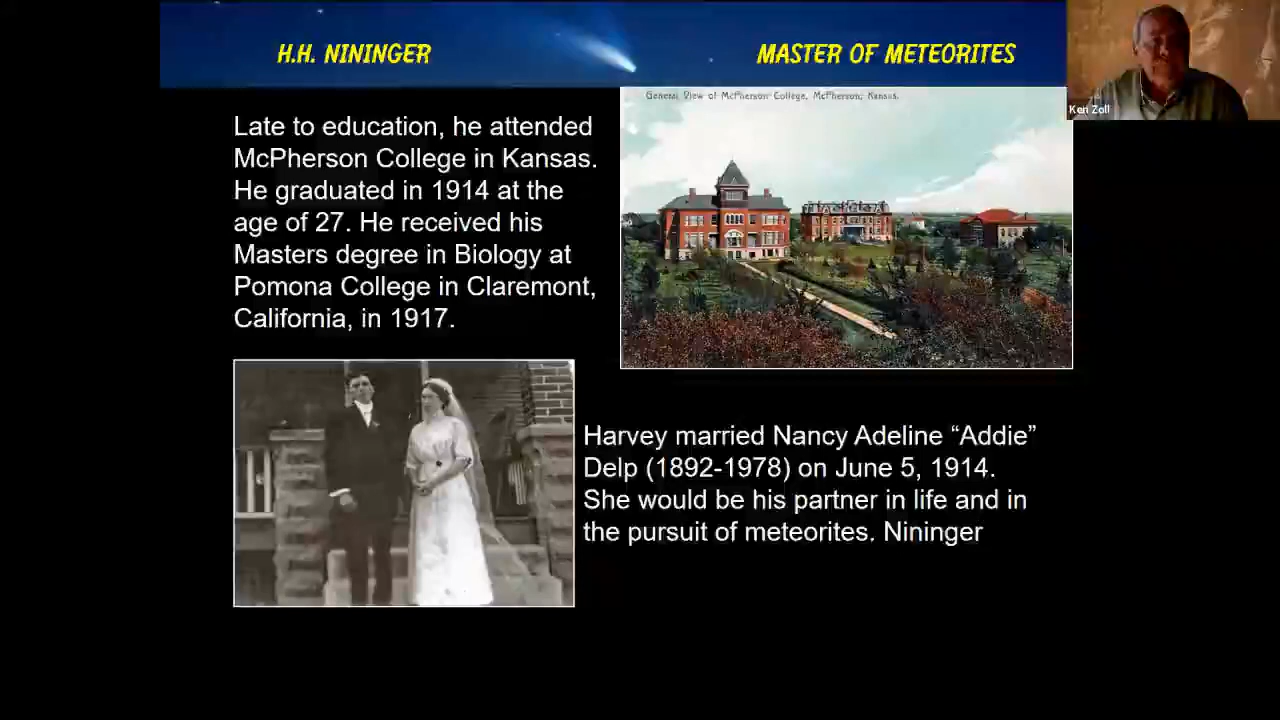 H.H. NININGER
MASTER OF METEORITES
Ken Zoll
General View of McPherson College, McPherson, Kansas.
Late to education, he attended
McPherson College in Kansas.
He graduated in 1914 at the
age of 27. He received his
Masters degree in Biology at
Pomona College in Claremont,
California, in 1917.
Harvey married Nancy Adeline “Addie”
Delp (1892-1978) on June 5, 1914.
She would be his partner in life and in
the pursuit of meteorites. Nininger